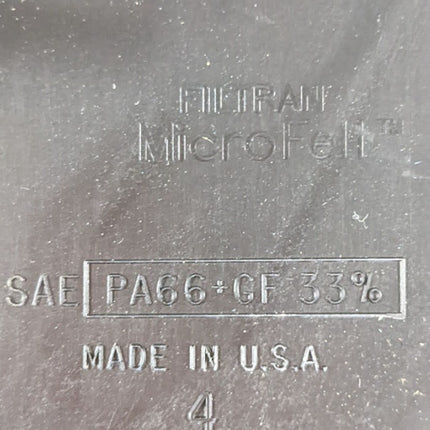 FILTRAN
MicroFelt™
SAE PA66+GF 33%
MADE IN U.S.A.
4